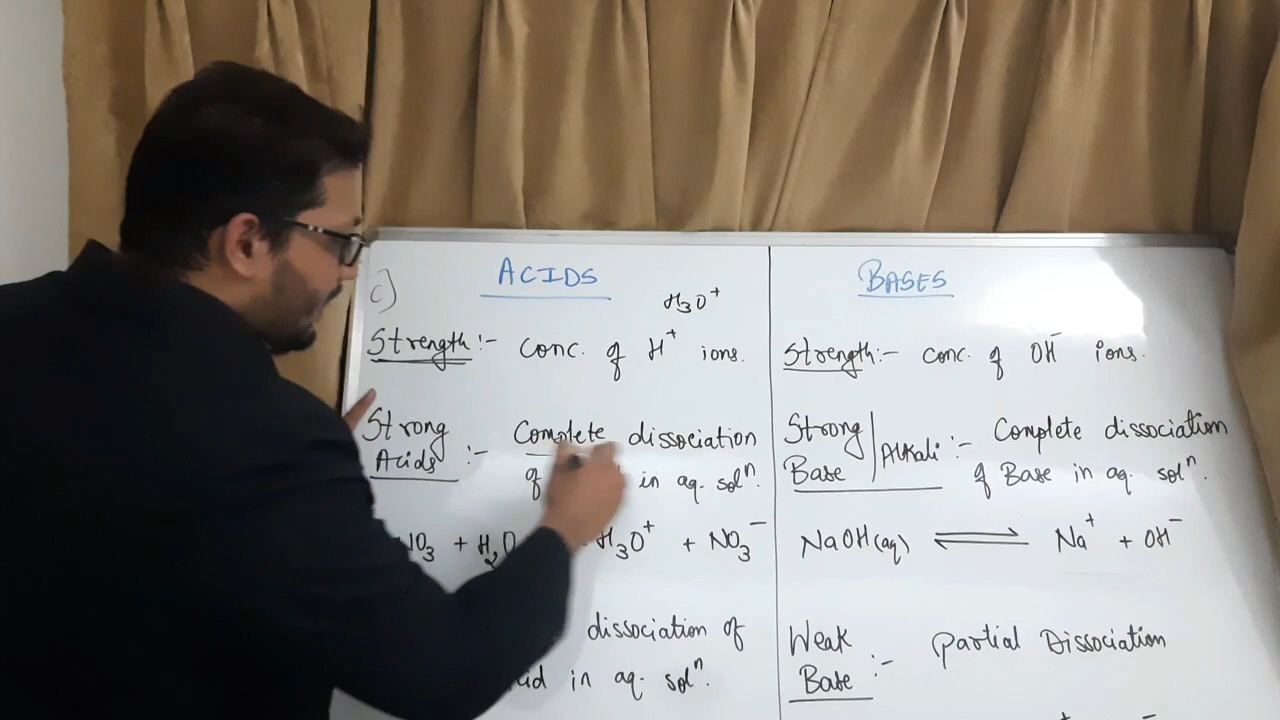 c) ACIDS
H₃O⁺
Strength :- conc. of H⁺ ions.
Strong Acids :- Complete dissociation
of in aq. solⁿ.
NO₃ + H₂O H₃O⁺ + NO₃⁻
dissociation of
in aq. solⁿ.
BASES
Strength:- conc. of OH⁻ ions.
Strong Base | Alkali :- Complete dissociation
of Base in aq. solⁿ.
NaOH(aq) ⇌ Na⁺ + OH⁻
Weak Base :- Partial Dissociation